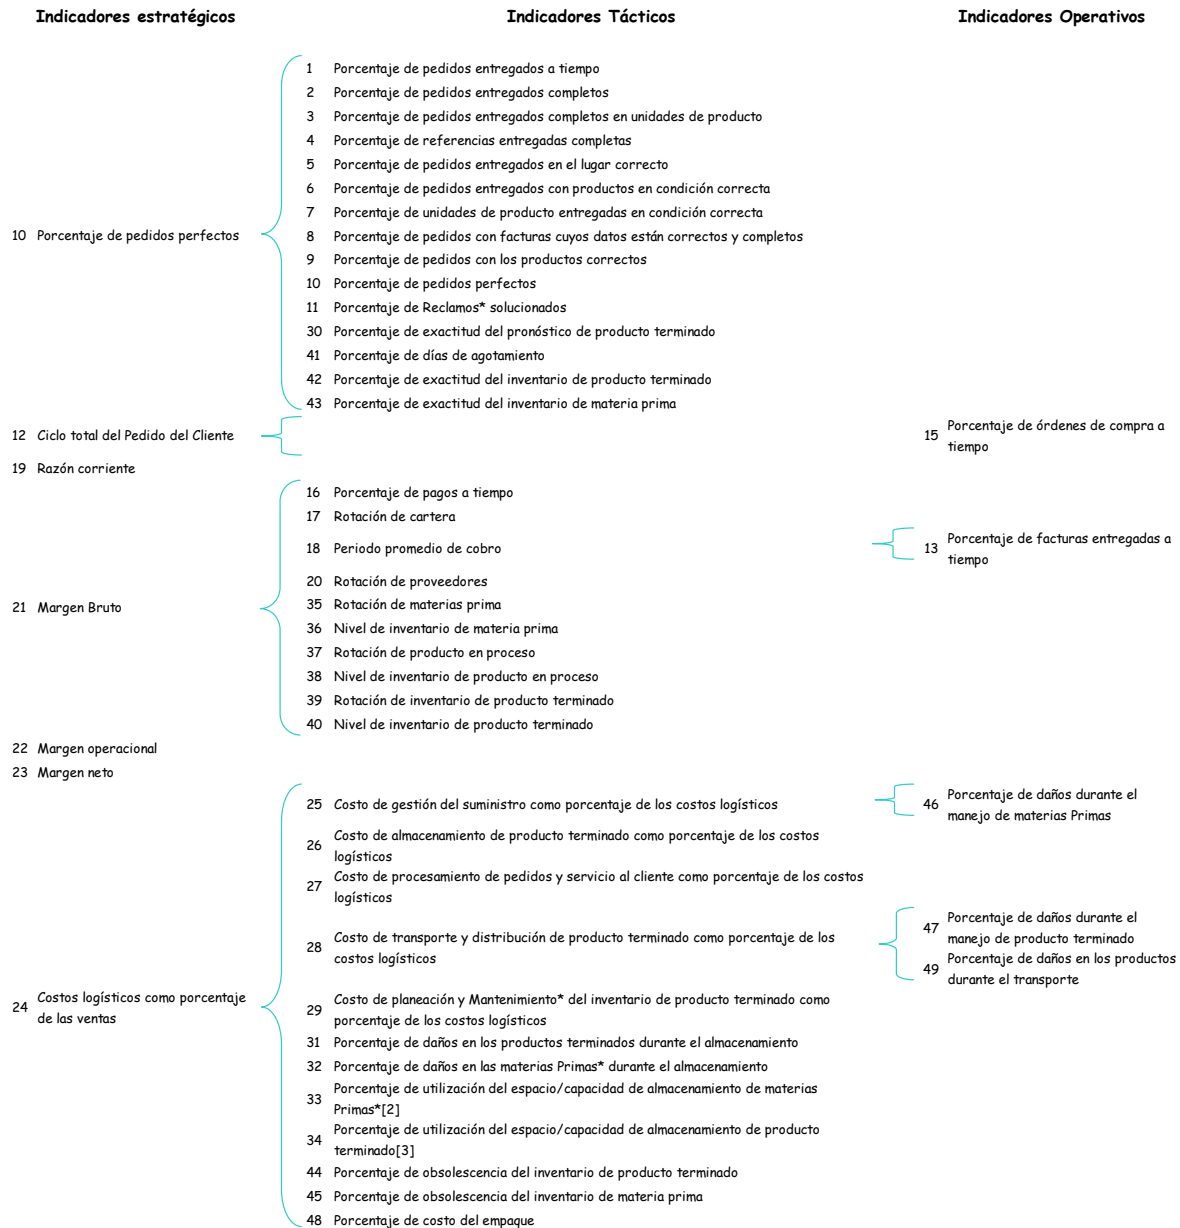 Indicadores estratégicos Indicadores Tácticos Indicadores Operativos
1 Porcentaje de pedidos entregados a tiempo
2 Porcentaje de pedidos entregados completos
3 Porcentaje de pedidos entregados completos en unidades de producto
4 Porcentaje de referencias entregadas completas
5 Porcentaje de pedidos entregados en el lugar correcto
6 Porcentaje de pedidos entregados con productos en condición correcta
7 Porcentaje de unidades de producto entregadas en condición correcta
10 Porcentaje de pedidos perfectos
8 Porcentaje de pedidos con facturas cuyos datos están correctos y completos
9 Porcentaje de pedidos con los productos correctos
10 Porcentaje de pedidos perfectos
11 Porcentaje de Reclamos* solucionados
30 Porcentaje de exactitud del pronóstico de producto terminado
41 Porcentaje de días de agotamiento
42 Porcentaje de exactitud del inventario de producto terminado
43 Porcentaje de exactitud del inventario de materia prima
12 Ciclo total del Pedido del Cliente
15 Porcentaje de órdenes de compra a
tiempo
19 Razón corriente
16 Porcentaje de pagos a tiempo
17 Rotación de cartera
18 Periodo promedio de cobro
13 Porcentaje de facturas entregadas a
tiempo
20 Rotación de proveedores
35 Rotación de materias prima
21 Margen Bruto
36 Nivel de inventario de materia prima
37 Rotación de producto en proceso
38 Nivel de inventario de producto en proceso
39 Rotación de inventario de producto terminado
40 Nivel de inventario de producto terminado
22 Margen operacional
23 Margen neto
25 Costo de gestión del suministro como porcentaje de los costos logísticos
46 Porcentaje de daños durante el
manejo de materias Primas
26 Costo de almacenamiento de producto terminado como porcentaje de los costos
logísticos
27 Costo de procesamiento de pedidos y servicio al cliente como porcentaje de los costos
logísticos
28 Costo de transporte y distribución de producto terminado como porcentaje de los
costos logísticos
47 Porcentaje de daños durante el
manejo de producto terminado
49 Porcentaje de daños en los productos
durante el transporte
24 Costos logísticos como porcentaje
de las ventas
29 Costo de planeación y Mantenimiento* del inventario de producto terminado como
porcentaje de los costos logísticos
31 Porcentaje de daños en los productos terminados durante el almacenamiento
32 Porcentaje de daños en las materias Primas* durante el almacenamiento
33 Porcentaje de utilización del espacio/capacidad de almacenamiento de materias
Primas*[2]
34 Porcentaje de utilización del espacio/capacidad de almacenamiento de producto
terminado[3]
44 Porcentaje de obsolescencia del inventario de producto terminado
45 Porcentaje de obsolescencia del inventario de materia prima
48 Porcentaje de costo del empaque